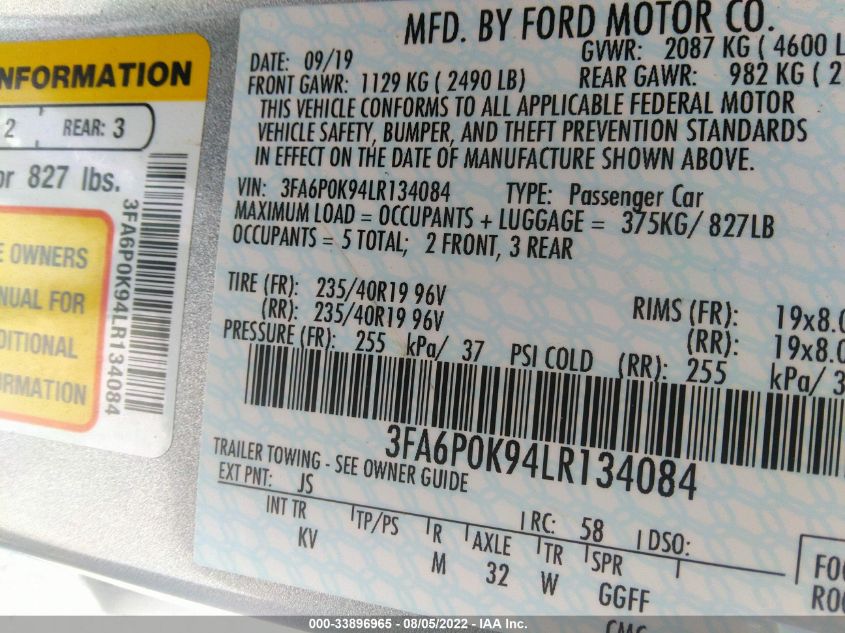 NFORMATION
2 REAR: 3
or 827 lbs.
OWNERS
NUAL FOR
DITIONAL
RMATION
3FA6P0K94LR134084
MFD. BY FORD MOTOR CO.
DATE: 09/19 GVWR: 2087 KG ( 4600 L
FRONT GAWR: 1129 KG ( 2490 LB) REAR GAWR: 982 KG ( 2
THIS VEHICLE CONFORMS TO ALL APPLICABLE FEDERAL MOTOR
VEHICLE SAFETY, BUMPER, AND THEFT PREVENTION STANDARDS
IN EFFECT ON THE DATE OF MANUFACTURE SHOWN ABOVE.
VIN: 3FA6P0K94LR134084 TYPE: Passenger Car
MAXIMUM LOAD = OCCUPANTS + LUGGAGE = 375KG/ 827LB
OCCUPANTS = 5 TOTAL; 2 FRONT, 3 REAR
TIRE (FR): 235/40R19 96V RIMS (FR): 19x8.0
(RR): 235/40R19 96V (RR): 19x8.0
PRESSURE (FR): 255 kPa/ 37 PSI COLD (RR): 255 kPa/ 3
3FA6P0K94LR134084
TRAILER TOWING - SEE OWNER GUIDE
EXT PNT: JS RC: 58 DSO:
INT TR TP/PS R AXLE TR SPR
KV M 32 W GGFF
FO
RO
000-33896965 - 08/05/2022 - IAA Inc.